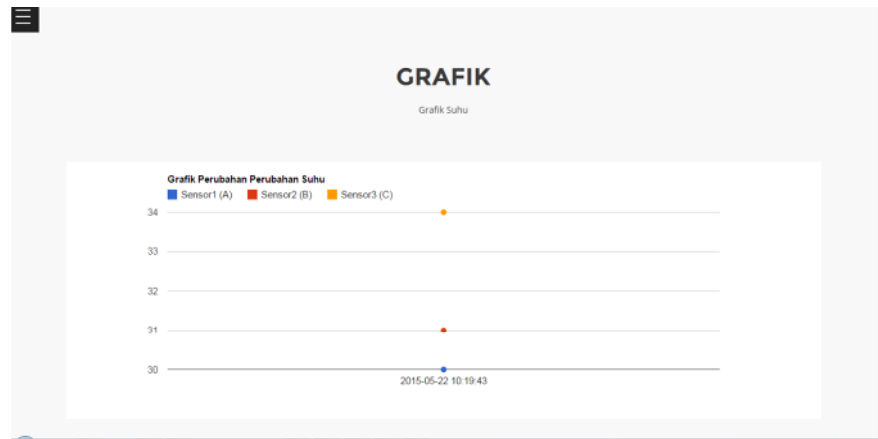 GRAFIK
Grafik Suhu
Grafik Perubahan Perubahan Suhu
Sensor1 (A) Sensor2 (B) Sensor3 (C)
34
33
32
31
30
2015-05-22 10:19:43